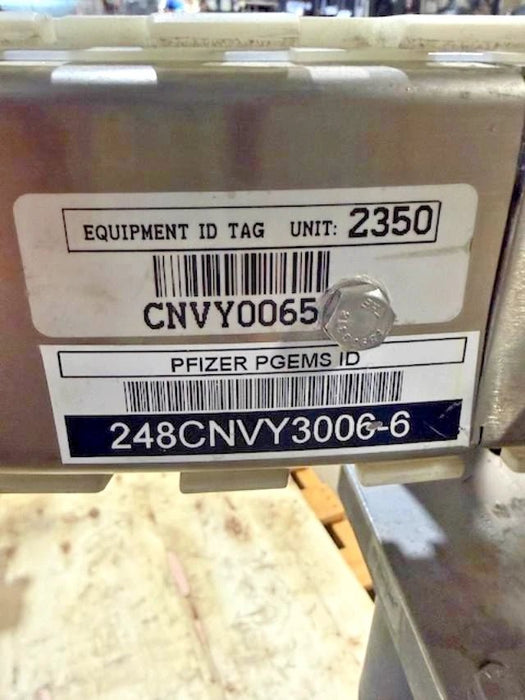 EQUIPMENT ID TAG UNIT: 2350
CNVY0065
PFIZER PGEMS ID
248CNVY3006-6